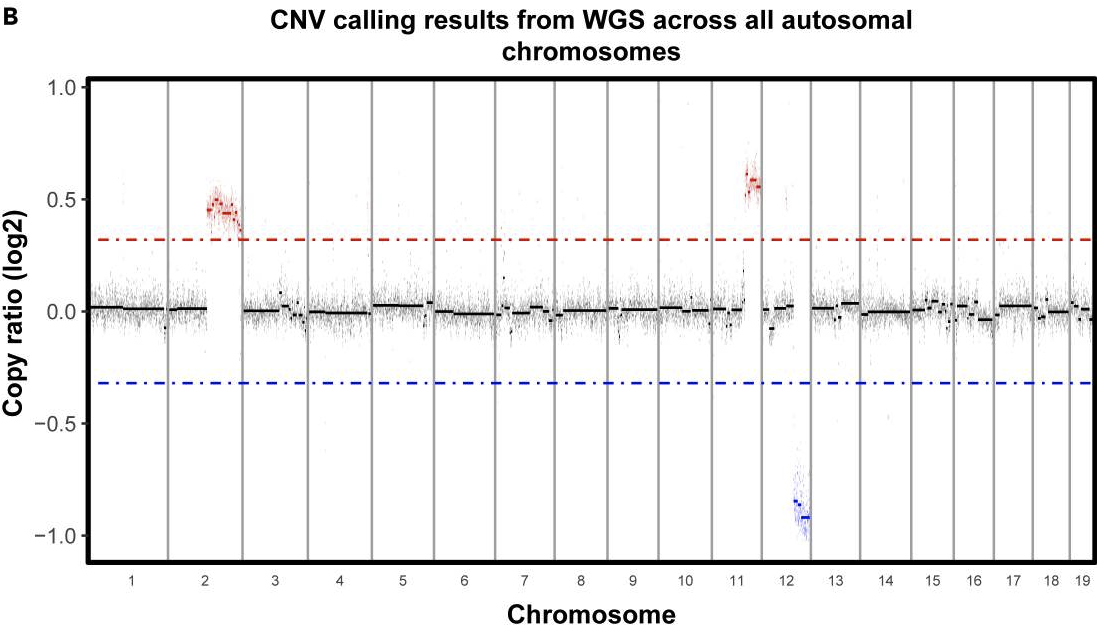 B
CNV calling results from WGS across all autosomal
chromosomes
Copy ratio (log2)
1.0
0.5
0.0
−0.5
−1.0
1 2 3 4 5 6 7 8 9 10 11 12 13 14 15 16 17 18 19
Chromosome